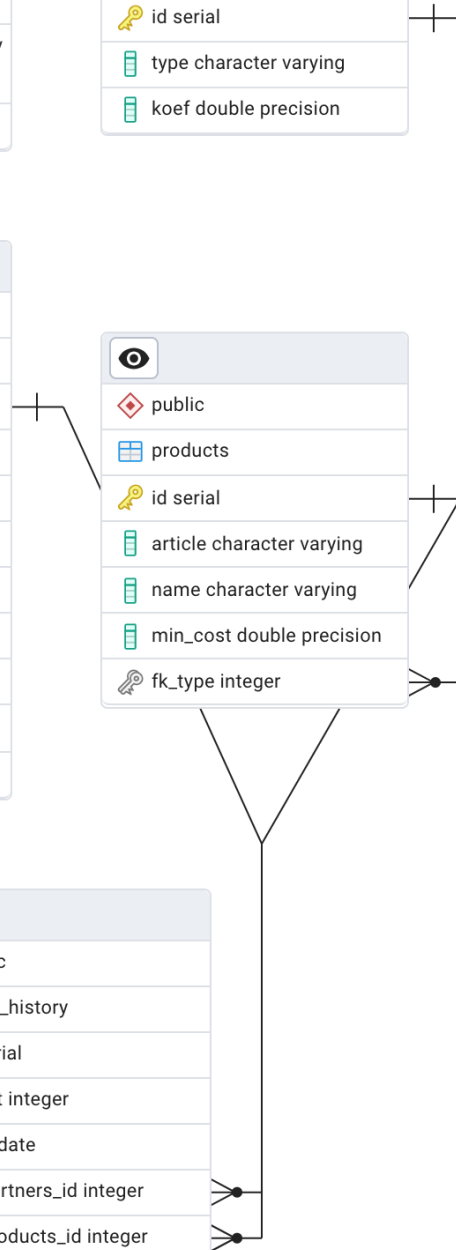 id serial
type character varying
koef double precision
public
products
id serial
article character varying
name character varying
min_cost double precision
fk_type integer
_history
integer
date
rtners_id integer
oducts_id integer